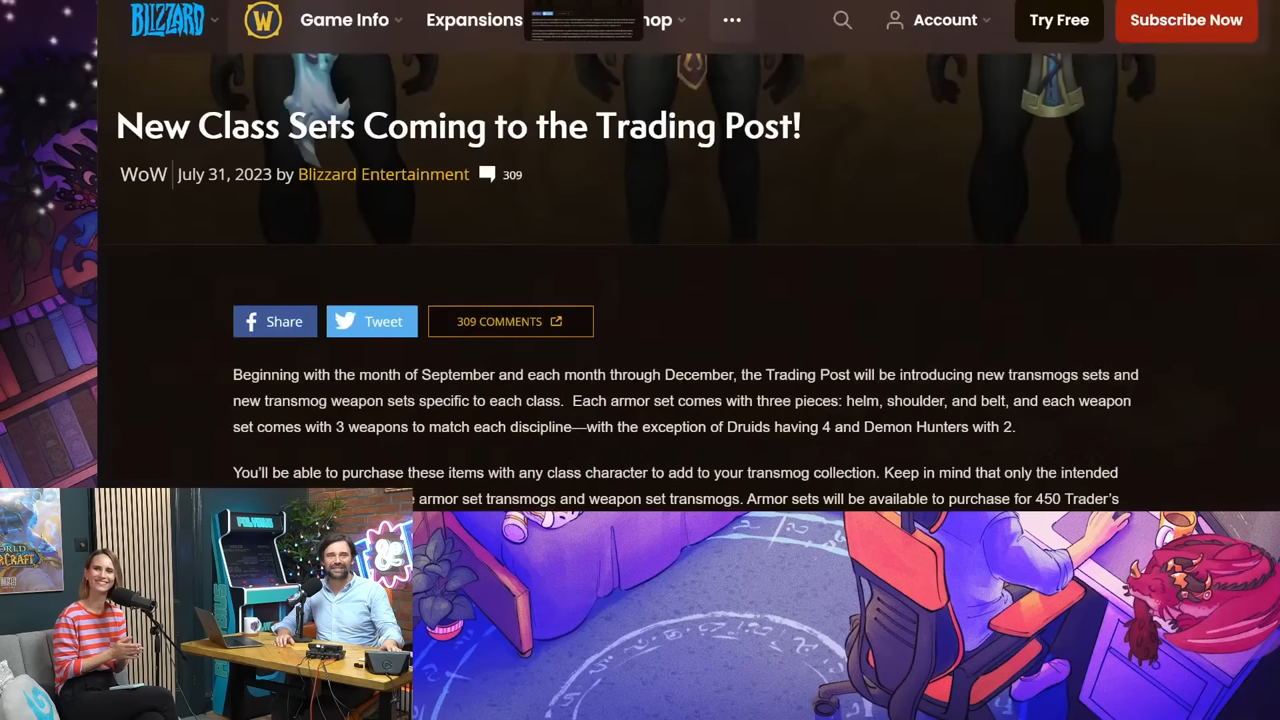 BLIZZARD Game Info Expansions hop ... Account Try Free Subscribe Now
W
New Class Sets Coming to the Trading Post!
WoW July 31, 2023 by Blizzard Entertainment 309
Share Tweet 309 COMMENTS
Beginning with the month of September and each month through December, the Trading Post will be introducing new transmogs sets and
new transmog weapon sets specific to each class. Each armor set comes with three pieces: helm, shoulder, and belt, and each weapon
set comes with 3 weapons to match each discipline—with the exception of Druids having 4 and Demon Hunters with 2.
You'll be able to purchase these items with any class character to add to your transmog collection. Keep in mind that only the intended
armor set transmogs and weapon set transmogs. Armor sets will be available to purchase for 450 Trader's